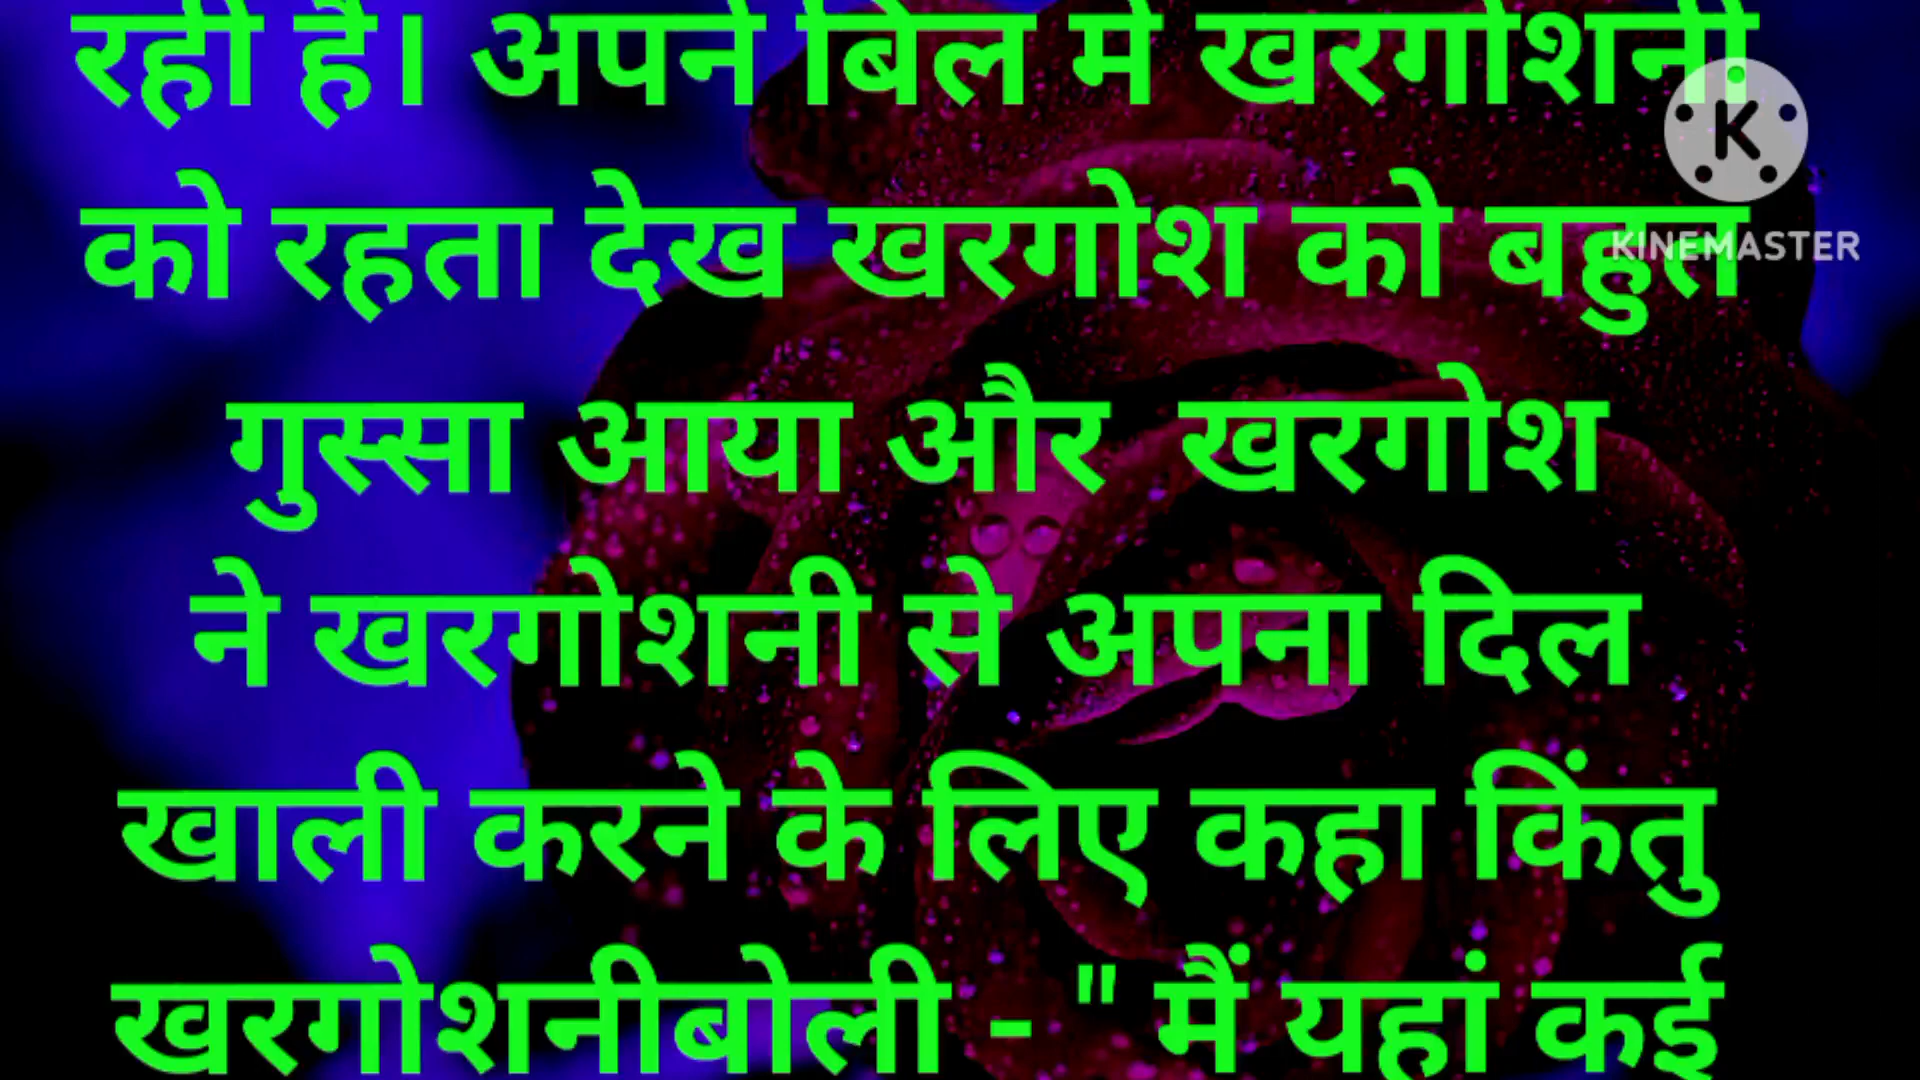 रही है। अपने बिल में खरगोशनी
को रहता देख खरगोश को बहुत
गुस्सा आया और खरगोश
ने खरगोशनी से अपना दिल
खाली करने के लिए कहा किंतु
खरगोशनीबोली - " मैं यहां कई
K
KINEMASTER